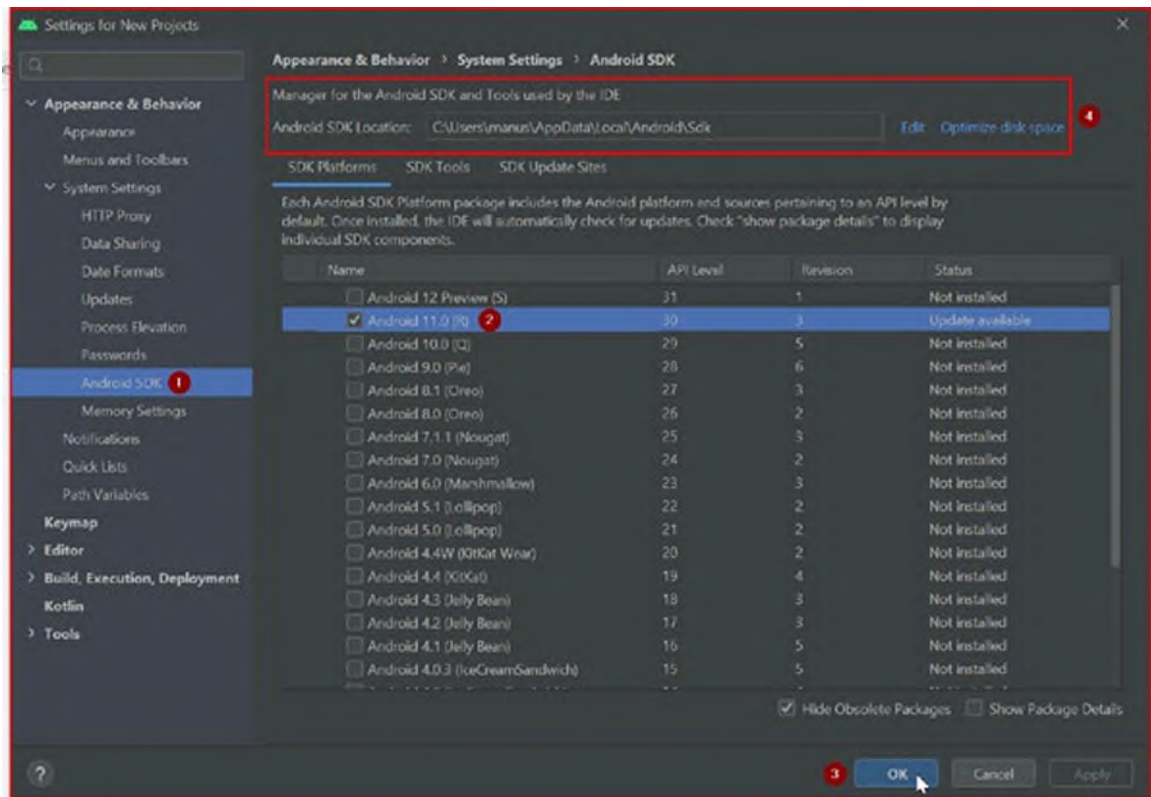 Settings for New Projects
Appearance & Behavior
Appearance
Menus and Toolbars
System Settings
HTTP Proxy
Data Sharing
Date Formats
Updates
Process Elevation
Passwords
Android SDK 1
Memory Settings
Notifications
Quick Lists
Path Variables
Keymap
Editor
Build, Execution, Deployment
Kotlin
Tools
Appearance & Behavior › System Settings › Android SDK
Manager for the Android SDK and Tools used by the IDE
Android SDK Location: C:\Users\manus\AppData\Local\Android\Sdk Edit Optimize disk space 4
SDK Platforms SDK Tools SDK Update Sites
Each Android SDK Platform package includes the Android platform and sources pertaining to an API level by
default. Once installed, the IDE will automatically check for updates. Check "show package details" to display
individual SDK components.
Name API Level Revision Status
Android 12 Preview (S) 31 1 Not installed
Android 11.0 (R) 2 30 3 Update available
Android 10.0 (Q) 29 5 Not installed
Android 9.0 (Pie) 28 6 Not installed
Android 8.1 (Oreo) 27 3 Not installed
Android 8.0 (Oreo) 26 2 Not installed
Android 7.1.1 (Nougat) 25 3 Not installed
Android 7.0 (Nougat) 24 2 Not installed
Android 6.0 (Marshmallow) 23 3 Not installed
Android 5.1 (Lollipop) 22 2 Not installed
Android 5.0 (Lollipop) 21 2 Not installed
Android 4.4W (KitKat Wear) 20 2 Not installed
Android 4.4 (KitKat) 19 4 Not installed
Android 4.3 (Jelly Bean) 18 3 Not installed
Android 4.2 (Jelly Bean) 17 3 Not installed
Android 4.1 (Jelly Bean) 16 5 Not installed
Android 4.0.3 (IceCreamSandwich) 15 5 Not installed
Hide Obsolete Packages Show Package Details
? 3 OK Cancel Apply